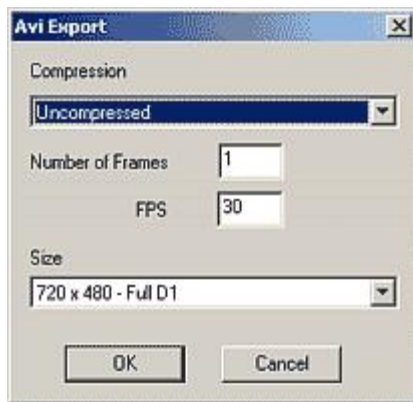 Avi Export
Compression
Uncompressed
Number of Frames 1
FPS 30
Size
720 x 480 - Full D1
OK Cancel